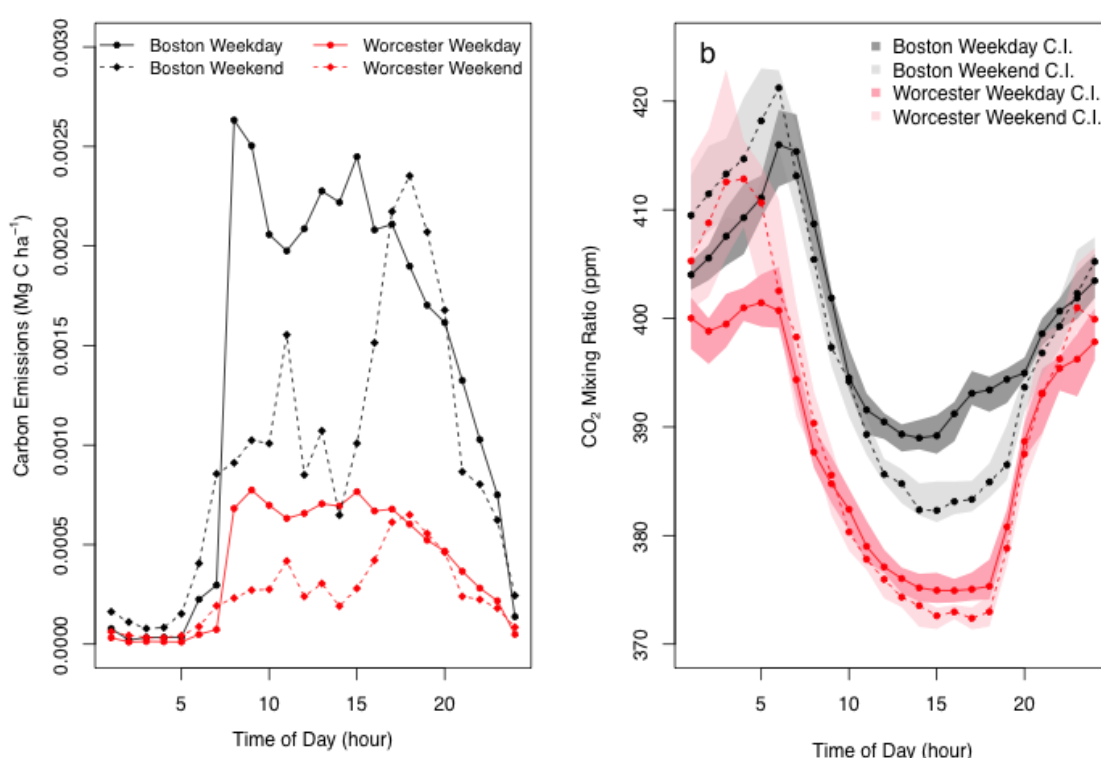 Boston Weekday
Boston Weekend
Worcester Weekday
Worcester Weekend
0.0030
0.0025
0.0020
0.0015
0.0010
0.0005
0.0000
Carbon Emissions (Mg C ha⁻¹)
5 10 15 20
Time of Day (hour)
b
Boston Weekday C.I.
Boston Weekend C.I.
Worcester Weekday C.I.
Worcester Weekend C.I.
420
410
400
390
380
370
CO₂ Mixing Ratio (ppm)
5 10 15 20
Time of Day (hour)